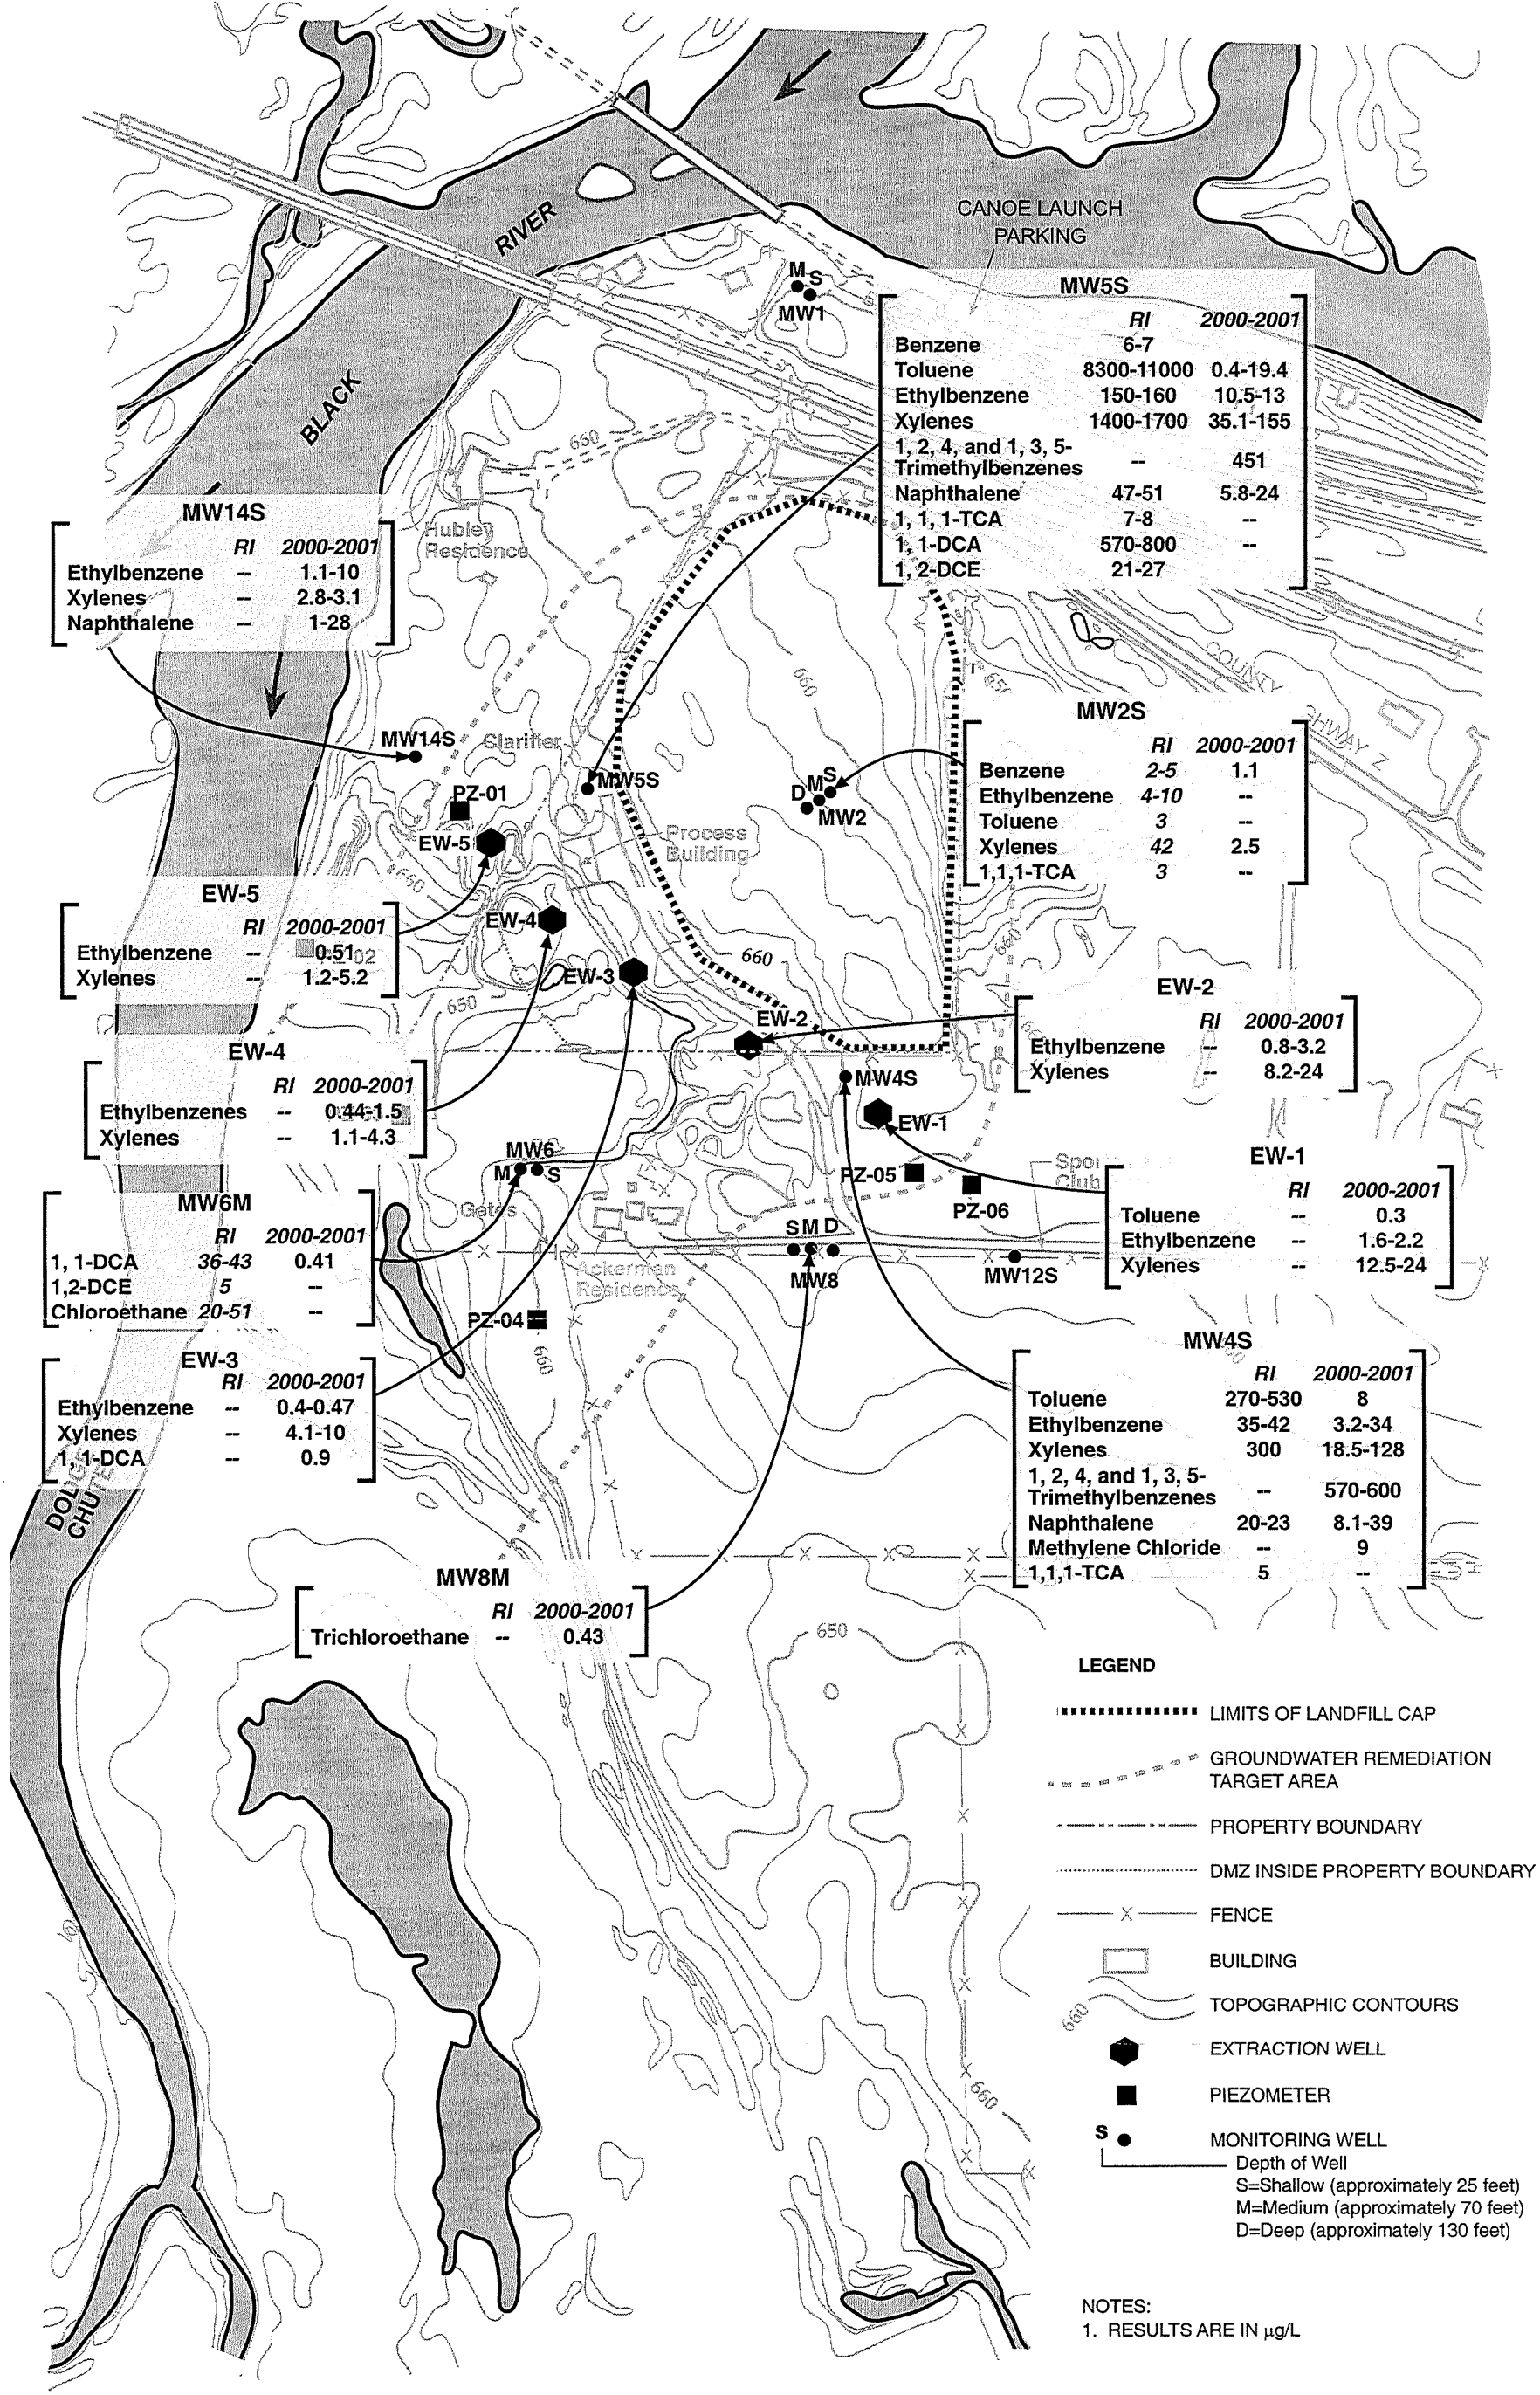 CANOE LAUNCH
PARKING
RIVER
BLACK
M S
MW1
MW5S
RI 2000-2001
Benzene 6-7
Toluene 8300-11000 0.4-19.4
Ethylbenzene 150-160 10.5-13
Xylenes 1400-1700 35.1-155
1, 2, 4, and 1, 3, 5-
Trimethylbenzenes -- 451
Naphthalene 47-51 5.8-24
1, 1, 1-TCA 7-8 --
1, 1-DCA 570-800 --
1, 2-DCE 21-27
660
Hubley
Residence
MW14S
RI 2000-2001
Ethylbenzene -- 1.1-10
Xylenes -- 2.8-3.1
Naphthalene -- 1-28
COUNTY
HWAY Z
660
650
MW2S
RI 2000-2001
Benzene 2-5 1.1
Ethylbenzene 4-10 --
Toluene 3 --
Xylenes 42 2.5
1,1,1-TCA 3 --
MW14S
Clarifier
MW5S
D M S
MW2
PZ-01
EW-5
Process
Building
660
EW-5
RI 2000-2001
Ethylbenzene -- 0.51
Xylenes -- 1.2-5.2
EW-4
EW-3
660
660
650
EW-2
EW-2
RI 2000-2001
Ethylbenzene -- 0.8-3.2
Xylenes -- 8.2-24
EW-4
RI 2000-2001
Ethylbenzenes -- 0.44-1.5
Xylenes -- 1.1-4.3
MW4S
EW-1
MW6
M S
PZ-05
PZ-06
Spor
Club
EW-1
RI 2000-2001
Toluene -- 0.3
Ethylbenzene -- 1.6-2.2
Xylenes -- 12.5-24
MW6M
RI 2000-2001
1, 1-DCA 36-43 0.41
1,2-DCE 5 --
Chloroethane 20-51 --
Gates
S M D
MW8
MW12S
Ackerman
Residence
PZ-04
660
EW-3
RI 2000-2001
Ethylbenzene -- 0.4-0.47
Xylenes -- 4.1-10
1, 1-DCA -- 0.9
DODGE
CHUTE
MW4S
RI 2000-2001
Toluene 270-530 8
Ethylbenzene 35-42 3.2-34
Xylenes 300 18.5-128
1, 2, 4, and 1, 3, 5-
Trimethylbenzenes -- 570-600
Naphthalene 20-23 8.1-39
Methylene Chloride -- 9
1,1,1-TCA 5 --
MW8M
RI 2000-2001
Trichloroethane -- 0.43
650
660
LEGEND
LIMITS OF LANDFILL CAP
GROUNDWATER REMEDIATION
TARGET AREA
PROPERTY BOUNDARY
DMZ INSIDE PROPERTY BOUNDARY
X FENCE
BUILDING
660 TOPOGRAPHIC CONTOURS
EXTRACTION WELL
PIEZOMETER
S MONITORING WELL
Depth of Well
S=Shallow (approximately 25 feet)
M=Medium (approximately 70 feet)
D=Deep (approximately 130 feet)
NOTES:
1. RESULTS ARE IN µg/L